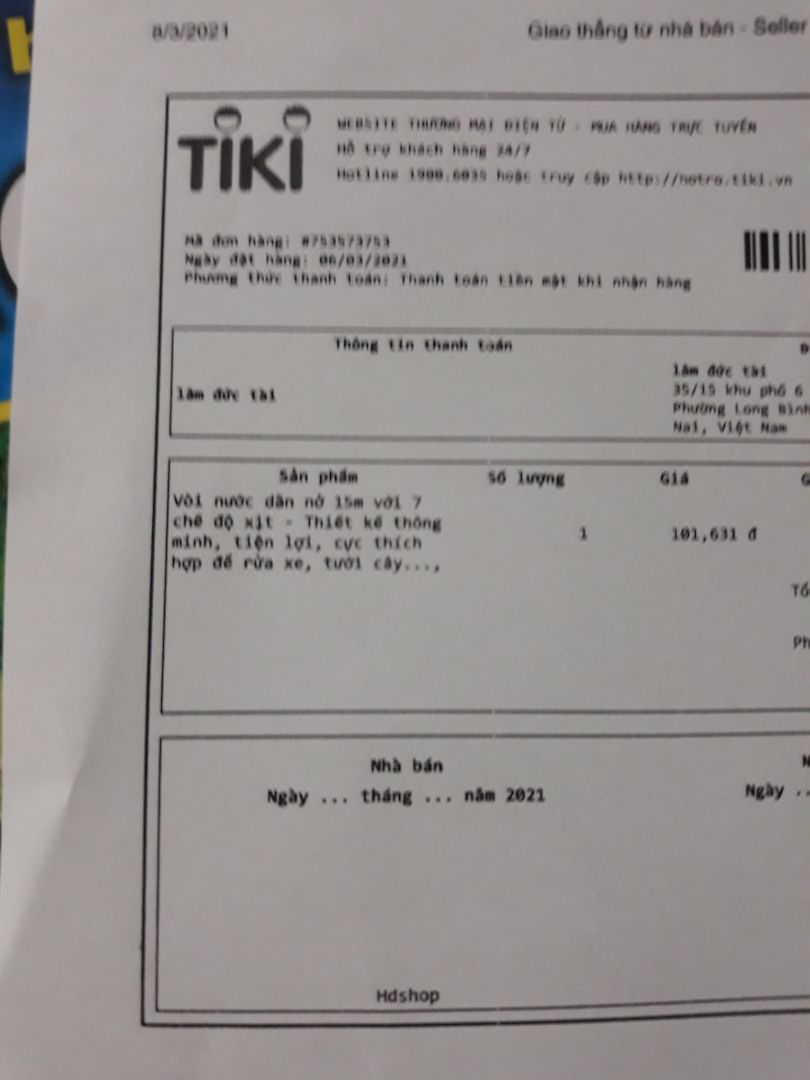 8/3/2021 Giao thẳng từ nhà bán - Seller
TIKI
WEBSITE THƯƠNG MẠI ĐIỆN TỬ - MUA HÀNG TRỰC TUYẾN
Hỗ trợ khách hàng 24/7
Hotline 1900.6035 hoặc truy cập http://hotro.tiki.vn
Mã đơn hàng: #753573753
Ngày đặt hàng: 06/03/2021
Phương thức thanh toán: Thanh toán tiền mặt khi nhận hàng
Thông tin thanh toán
lâm đức tài
lâm đức tài
35/15 khu phố 6
Phường Long Bình
Nai, Việt Nam
Sản phẩm Số lượng Giá
Vòi nước dãn nở 15m với 7
chế độ xịt - Thiết kế thông
minh, tiện lợi, cực thích
hợp để rửa xe, tưới cây...,
1 101,631 đ
Tổ
Ph
Nhà bán
Ngày ... tháng ... năm 2021
Ngày ..
Hdshop